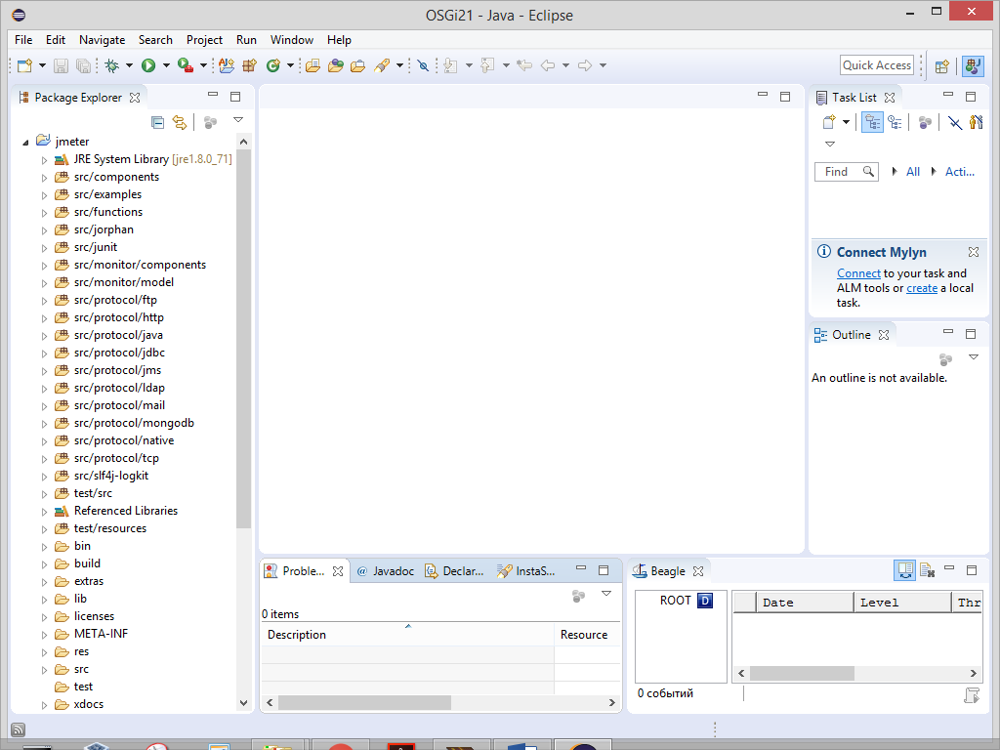 OSGi21 - Java - Eclipse
File Edit Navigate Search Project Run Window Help
Quick Access
Package Explorer
jmeter
JRE System Library [jre1.8.0_71]
src/components
src/examples
src/functions
src/jorphan
src/junit
src/monitor/components
src/monitor/model
src/protocol/ftp
src/protocol/http
src/protocol/java
src/protocol/jdbc
src/protocol/jms
src/protocol/ldap
src/protocol/mail
src/protocol/mongodb
src/protocol/native
src/protocol/tcp
src/slf4j-logkit
test/src
Referenced Libraries
test/resources
bin
build
extras
lib
licenses
META-INF
res
src
test
xdocs
Task List
Find All Acti...
Connect Mylyn
Connect to your task and
ALM tools or create a local
task.
Outline
An outline is not available.
Proble... @ Javadoc Declar... InstaS...
0 items
Description Resource
Beagle
ROOT D
Date Level Thr
0 событий